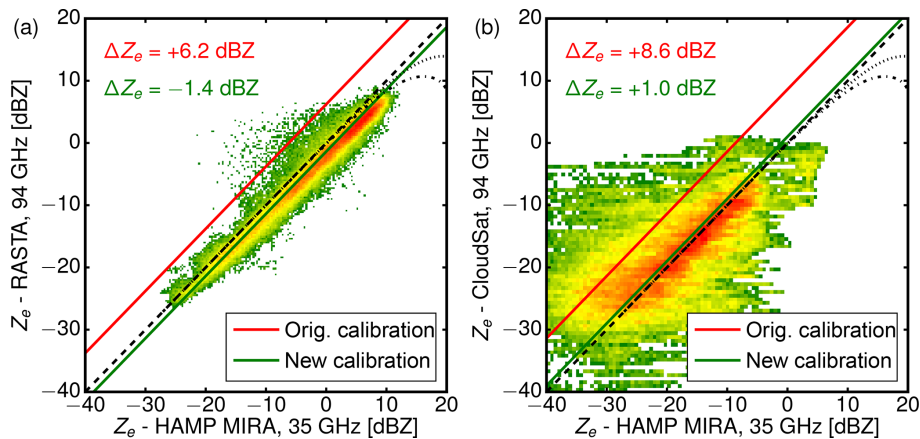 (a)
ΔZe = +6.2 dBZ
ΔZe = −1.4 dBZ
Ze - RASTA, 94 GHz [dBZ]
20
10
0
−10
−20
−30
−40
Orig. calibration
New calibration
−40 −30 −20 −10 0 10 20
Ze - HAMP MIRA, 35 GHz [dBZ]
(b)
ΔZe = +8.6 dBZ
ΔZe = +1.0 dBZ
Ze - CloudSat, 94 GHz [dBZ]
20
10
0
−10
−20
−30
−40
Orig. calibration
New calibration
−40 −30 −20 −10 0 10 20
Ze - HAMP MIRA, 35 GHz [dBZ]